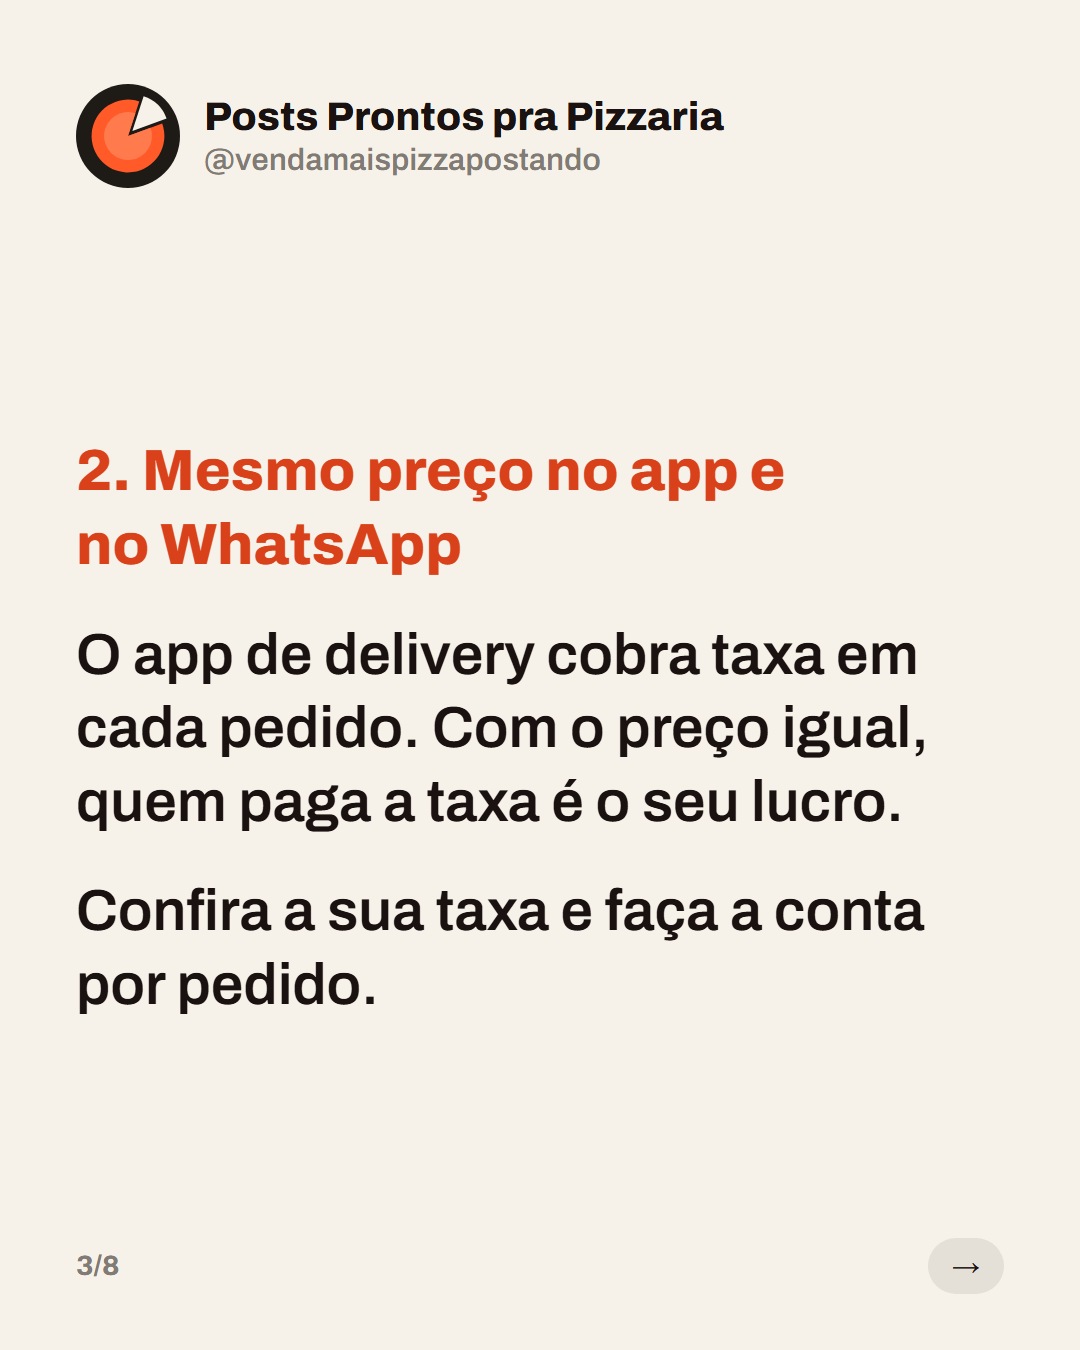 Posts Prontos pra Pizzaria
@vendamaispizzapostando
2. Mesmo preço no app e
no WhatsApp
O app de delivery cobra taxa em
cada pedido. Com o preço igual,
quem paga a taxa é o seu lucro.
Confira a sua taxa e faça a conta
por pedido.
3/8
→